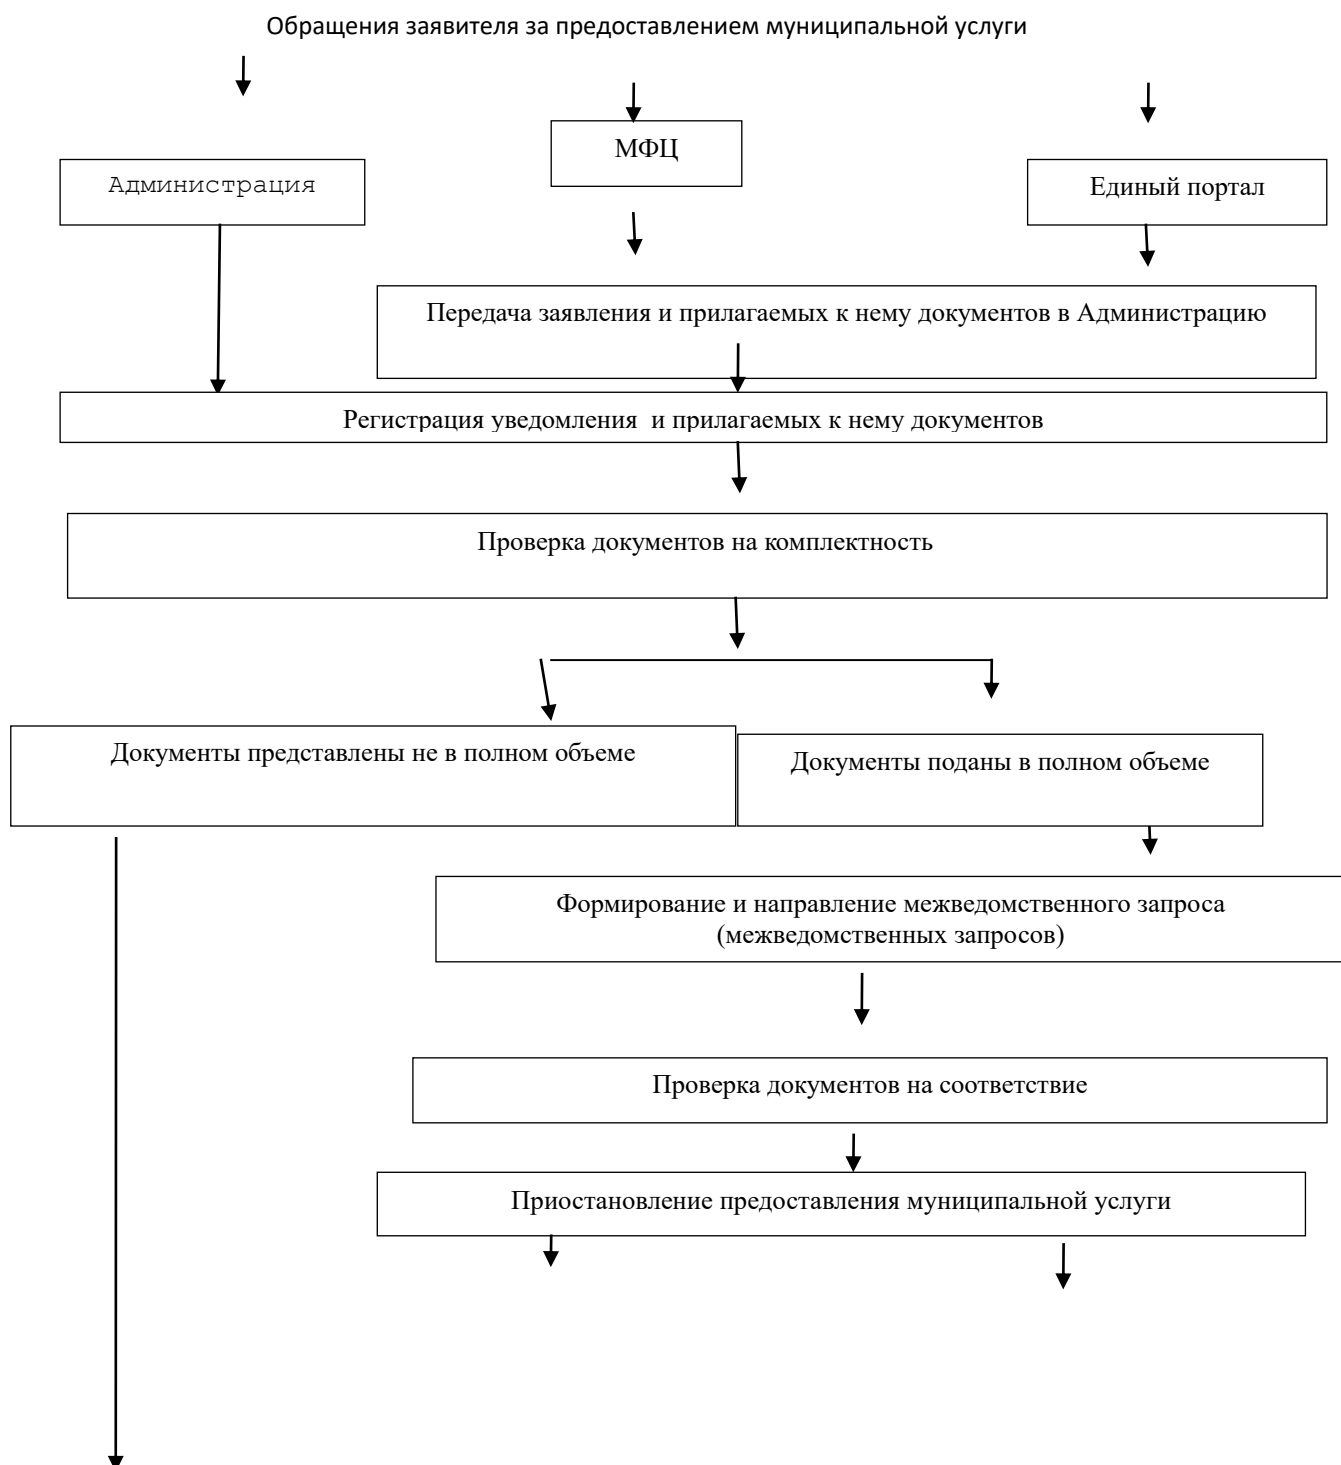 Обращения заявителя за предоставлением муниципальной услуги
МФЦ
Администрация
Единый портал
Передача заявления и прилагаемых к нему документов в Администрацию
Регистрация уведомления  и прилагаемых к нему документов
Проверка документов на комплектность
Документы представлены не в полном объеме
Документы поданы в полном объеме
Формирование и направление межведомственного запроса
(межведомственных запросов)
Проверка документов на соответствие
Приостановление предоставления муниципальной услуги